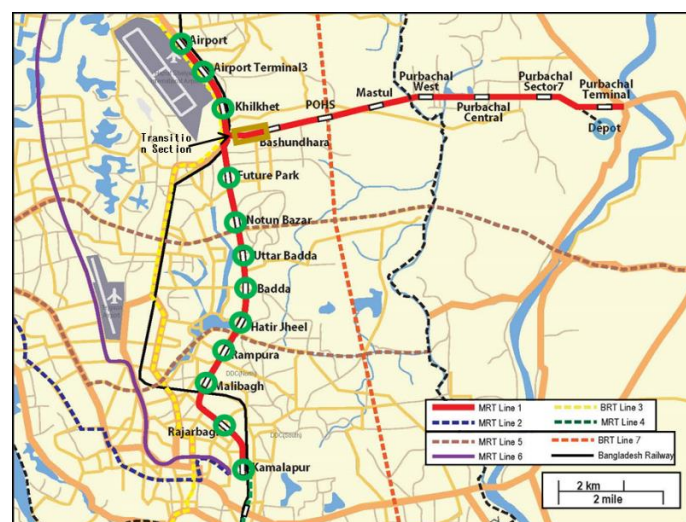 Airport
Airport Terminal3
Khilkhet
Transitio
n Section
Bashundhara
POHS
Mastul
Purbachal
West
Purbachal
Central
Purbachal
Sector7
Purbachal
Terminal
Depot
Future Park
Notun Bazar
Uttar Badda
Badda
Hatir Jheel
Rampura
Malibagh
Rajarbag
Kamalapur
MRT Line 1
BRT Line 3
MRT Line 2
MRT Line 4
MRT Line 5
BRT Line 7
MRT Line 6
Bangladesh Railway
2 km
2 mile